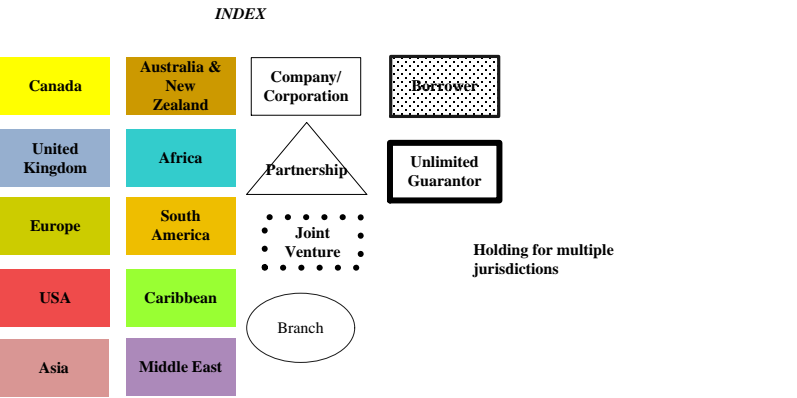 INDEX
Canada
Australia &
New
Zealand
Company/
Corporation
Borrower
United
Kingdom
Africa
Partnership
Unlimited
Guarantor
Europe
South
America
Joint
Venture
Holding for multiple
jurisdictions
USA
Caribbean
Branch
Asia
Middle East